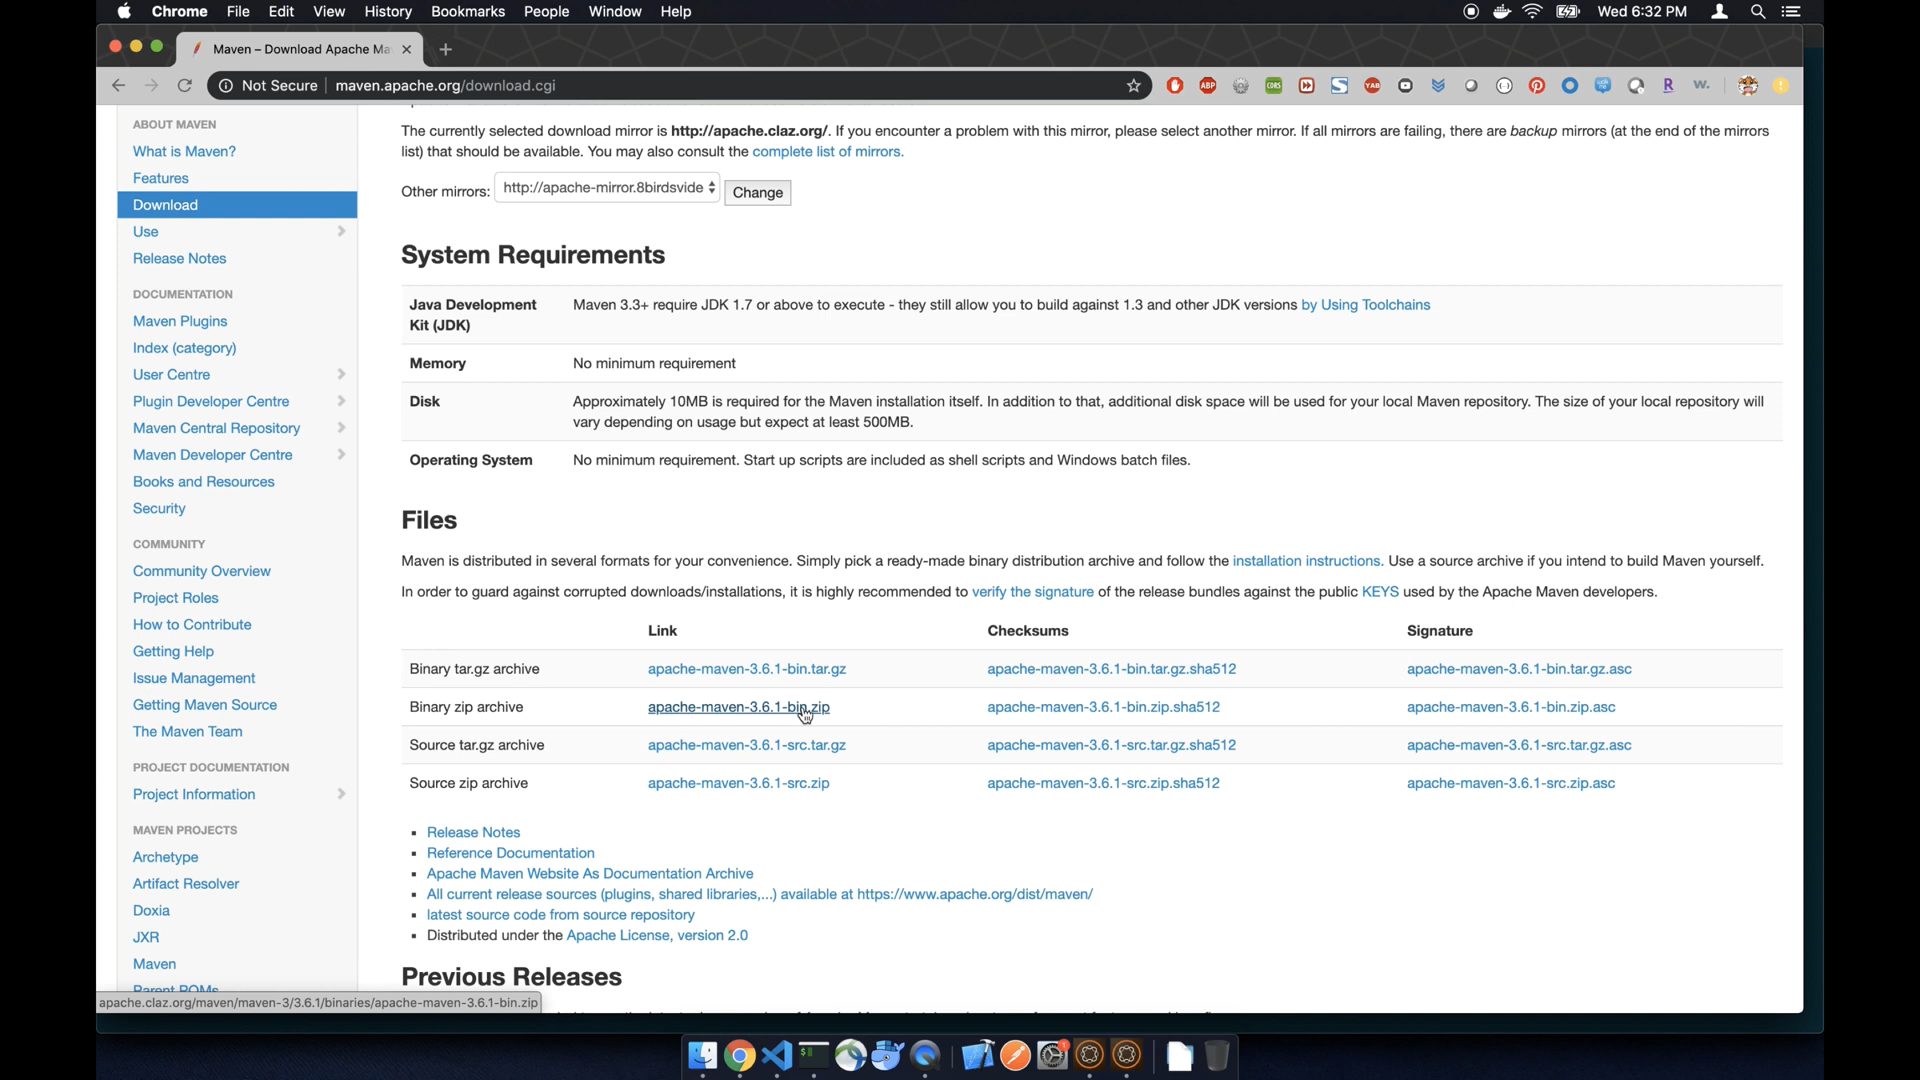 Chrome File Edit View History Bookmarks People Window Help Wed 6:32 PM
Maven – Download Apache Ma
Not Secure | maven.apache.org/download.cgi
ABP CORS YAB R W.
ABOUT MAVEN
What is Maven?
Features
Download
Use
Release Notes
DOCUMENTATION
Maven Plugins
Index (category)
User Centre
Plugin Developer Centre
Maven Central Repository
Maven Developer Centre
Books and Resources
Security
COMMUNITY
Community Overview
Project Roles
How to Contribute
Getting Help
Issue Management
Getting Maven Source
The Maven Team
PROJECT DOCUMENTATION
Project Information
MAVEN PROJECTS
Archetype
Artifact Resolver
Doxia
JXR
Maven
Parent POMs
The currently selected download mirror is http://apache.claz.org/. If you encounter a problem with this mirror, please select another mirror. If all mirrors are failing, there are backup mirrors (at the end of the mirrors
list) that should be available. You may also consult the complete list of mirrors.
Other mirrors: http://apache-mirror.8birdsvide Change
System Requirements
Java Development Maven 3.3+ require JDK 1.7 or above to execute - they still allow you to build against 1.3 and other JDK versions by Using Toolchains
Kit (JDK)
Memory No minimum requirement
Disk Approximately 10MB is required for the Maven installation itself. In addition to that, additional disk space will be used for your local Maven repository. The size of your local repository will
vary depending on usage but expect at least 500MB.
Operating System No minimum requirement. Start up scripts are included as shell scripts and Windows batch files.
Files
Maven is distributed in several formats for your convenience. Simply pick a ready-made binary distribution archive and follow the installation instructions. Use a source archive if you intend to build Maven yourself.
In order to guard against corrupted downloads/installations, it is highly recommended to verify the signature of the release bundles against the public KEYS used by the Apache Maven developers.
Link Checksums Signature
Binary tar.gz archive apache-maven-3.6.1-bin.tar.gz apache-maven-3.6.1-bin.tar.gz.sha512 apache-maven-3.6.1-bin.tar.gz.asc
Binary zip archive apache-maven-3.6.1-bin.zip apache-maven-3.6.1-bin.zip.sha512 apache-maven-3.6.1-bin.zip.asc
Source tar.gz archive apache-maven-3.6.1-src.tar.gz apache-maven-3.6.1-src.tar.gz.sha512 apache-maven-3.6.1-src.tar.gz.asc
Source zip archive apache-maven-3.6.1-src.zip apache-maven-3.6.1-src.zip.sha512 apache-maven-3.6.1-src.zip.asc
Release Notes
Reference Documentation
Apache Maven Website As Documentation Archive
All current release sources (plugins, shared libraries,...) available at https://www.apache.org/dist/maven/
latest source code from source repository
Distributed under the Apache License, version 2.0
Previous Releases
apache.claz.org/maven/maven-3/3.6.1/binaries/apache-maven-3.6.1-bin.zip